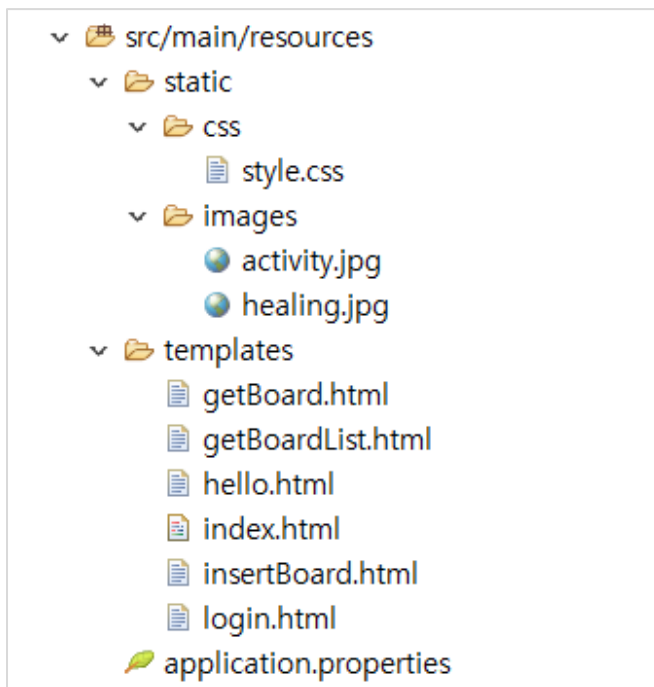 src/main/resources
static
css
style.css
images
activity.jpg
healing.jpg
templates
getBoard.html
getBoardList.html
hello.html
index.html
insertBoard.html
login.html
application.properties